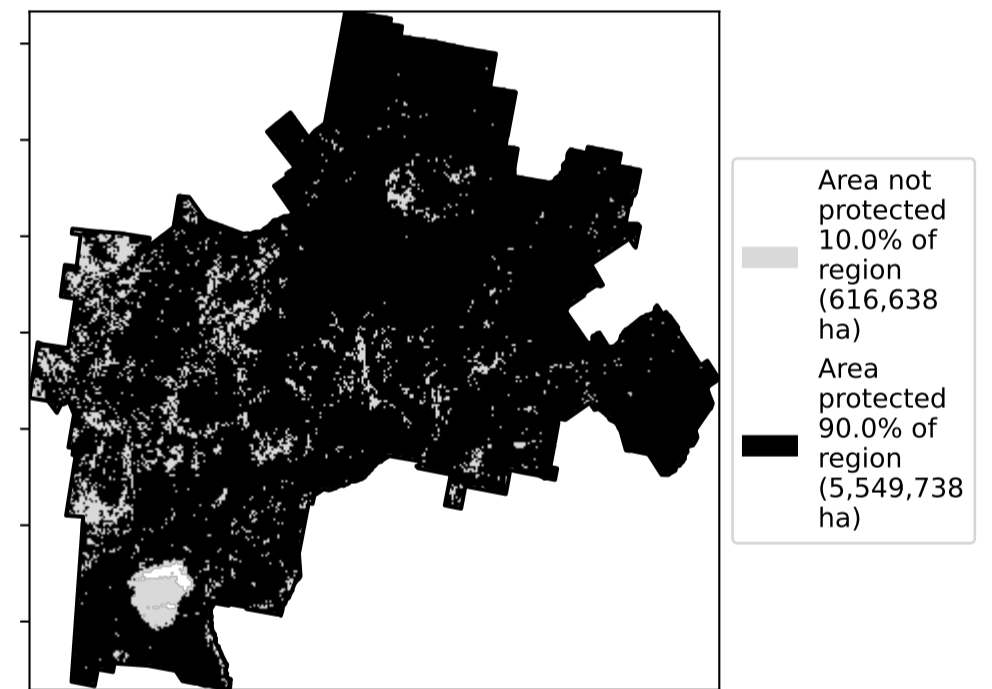 Area not
protected
10.0% of
region
(616,638
ha)
Area
protected
90.0% of
region
(5,549,738
ha)